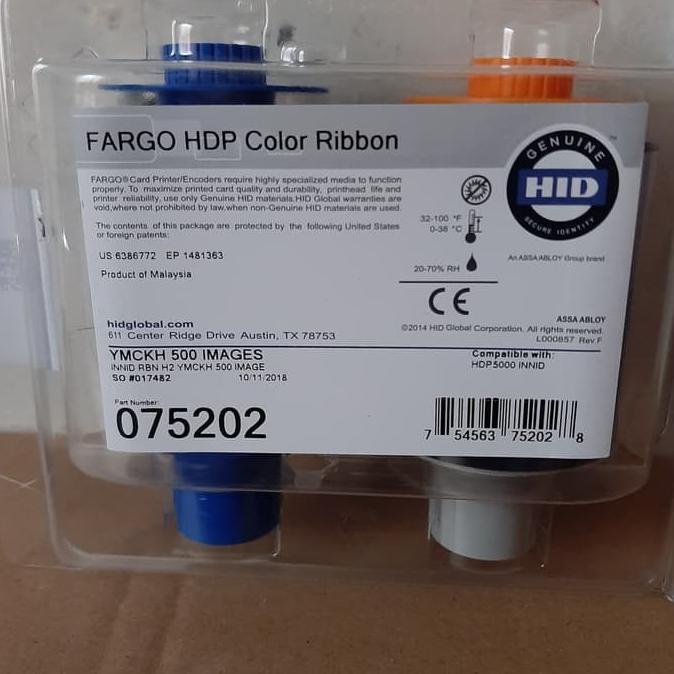 FARGO HDP Color Ribbon
FARGO® Card Printer/Encoders require highly specialized media to function
properly. To maximize printed card quality and durability, printhead life and
printer reliability, use only Genuine HID materials.HID Global warranties are
void,where not prohibited by law,when non-Genuine HID materials are used.
The contents of this package are protected by the following United States
or foreign patents:
US 6386772 EP 1481363
Product of Malaysia
GENUINE
HID
™
SECURE IDENTITY
An ASSA ABLOY Group brand
32-100 °F
0-38 °C
20-70% RH
CE
ASSA ABLOY
©2014 HID Global Corporation. All rights reserved.
L000857 Rev.F
hidglobal.com
611 Center Ridge Drive Austin, TX 78753
YMCKH 500 IMAGES
INNID RBN H2 YMCKH 500 IMAGE
SO #017482 10/11/2018
Compatible with:
HDP5000 INNID
Part Number:
075202
7 54563 75202 8